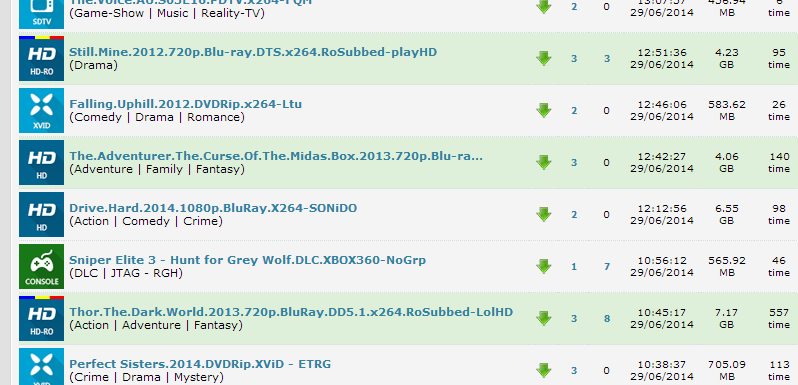 The.Voice.AU.S03E16.PDTV.x264-FQM
SDTV (Game-Show | Music | Reality-TV) 2 0 13:07:57 29/06/2014 436.94 MB 6 time
HD HD-RO Still.Mine.2012.720p.Blu-ray.DTS.x264.RoSubbed-playHD 3 3 12:51:36 4.23 95
(Drama) 29/06/2014 GB time
XVID Falling.Uphill.2012.DVDRip.x264-Ltu 2 0 12:46:06 583.62 26
(Comedy | Drama | Romance) 29/06/2014 MB time
HD HD The.Adventurer.The.Curse.Of.The.Midas.Box.2013.720p.Blu-ra... 3 0 12:42:27 4.06 140
(Adventure | Family | Fantasy) 29/06/2014 GB time
HD HD Drive.Hard.2014.1080p.BluRay.X264-SONiDO 2 0 12:12:56 6.55 98
(Action | Comedy | Crime) 29/06/2014 GB time
CONSOLE Sniper Elite 3 - Hunt for Grey Wolf.DLC.XBOX360-NoGrp 1 7 10:56:12 565.92 46
(DLC | JTAG - RGH) 29/06/2014 MB time
HD HD-RO Thor.The.Dark.World.2013.720p.BluRay.DD5.1.x264.RoSubbed-LolHD 3 8 10:45:17 7.17 557
(Action | Adventure | Fantasy) 29/06/2014 GB time
XVID Perfect Sisters.2014.DVDRip.XViD - ETRG 3 0 10:38:37 705.09 113
(Crime | Drama | Mystery) 29/06/2014 MB time